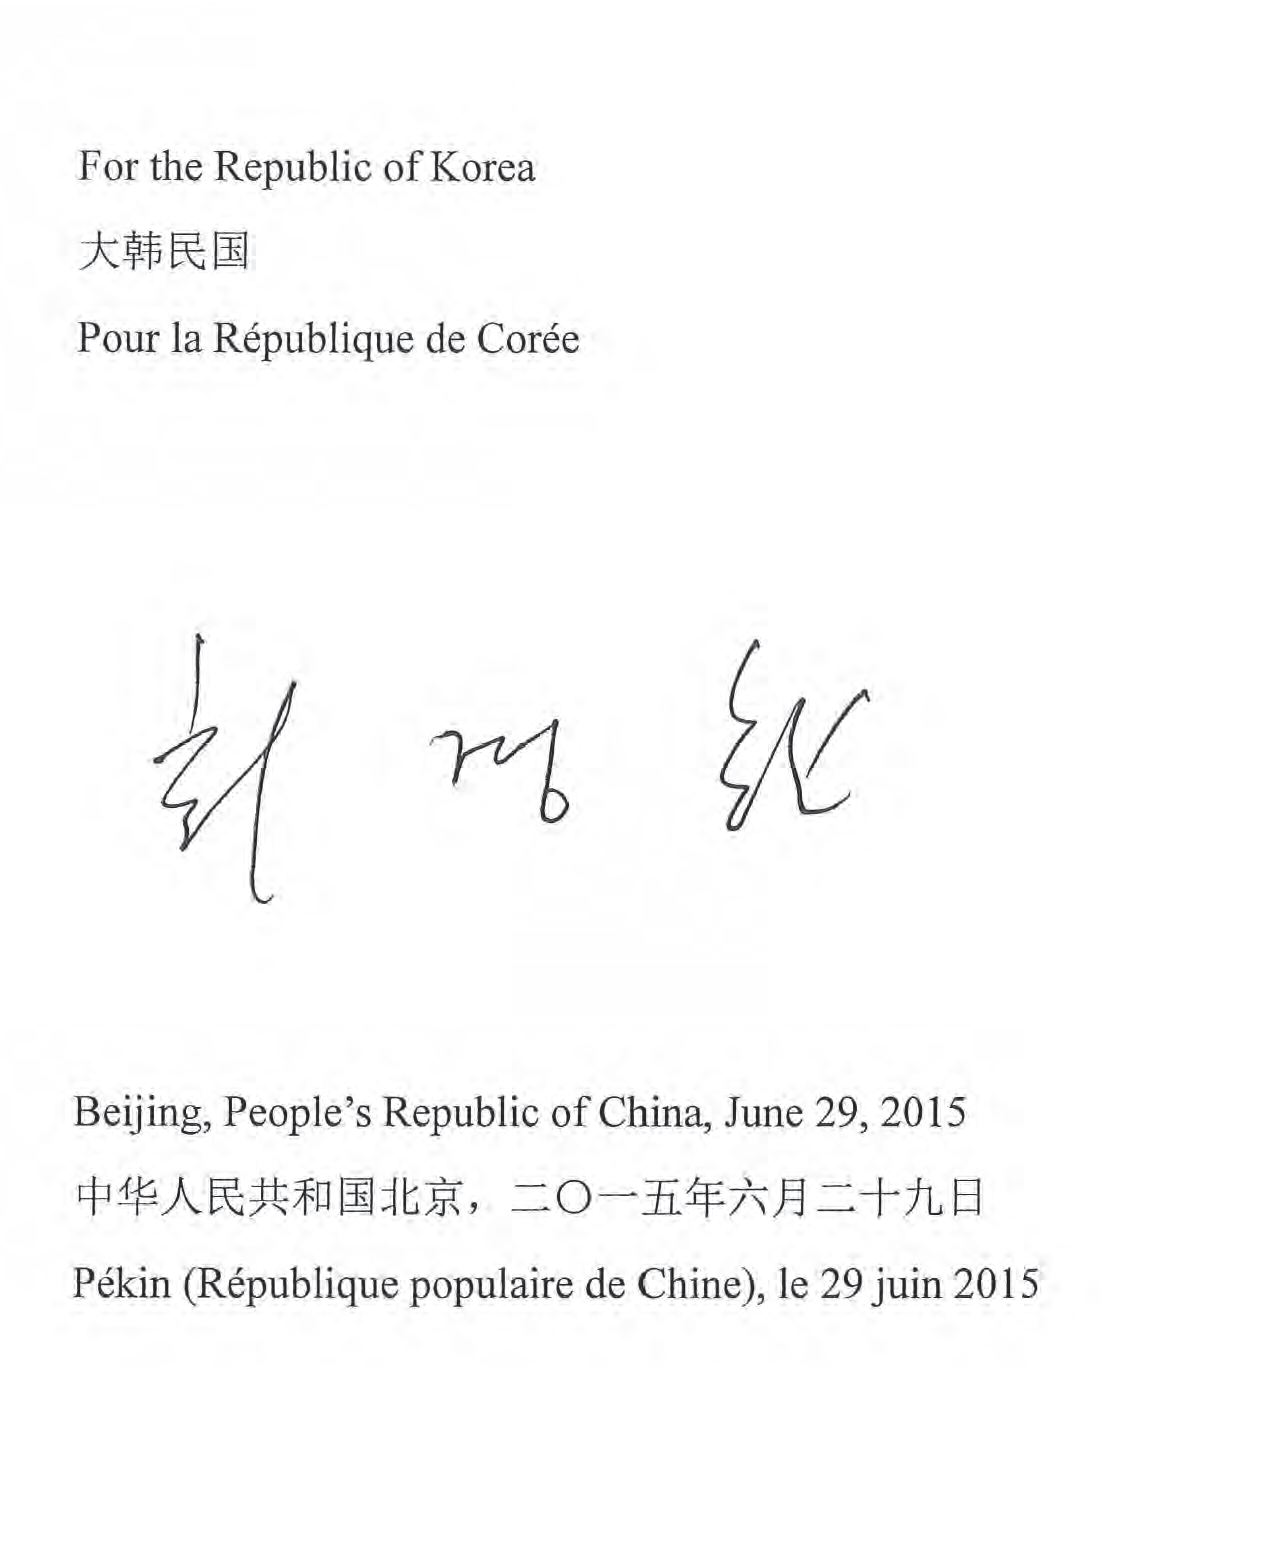 For the Republic of Korea
大韩民国
Pour la République de Corée
Beijing, People's Republic of China, June 29, 2015
中华人民共和国北京，二〇一五年六月二十九日
Pékin (République populaire de Chine), le 29 juin 2015